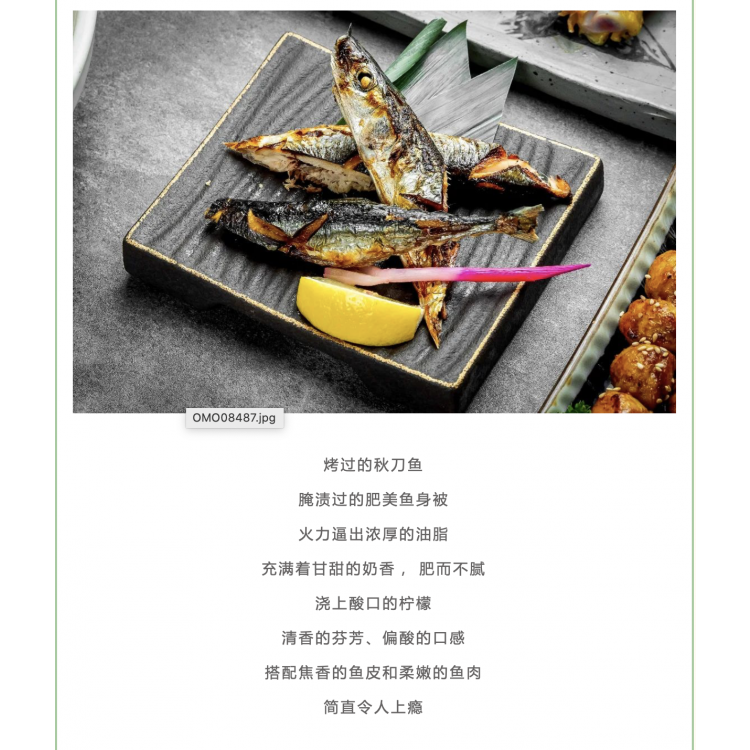 OMO08487.jpg
烤过的秋刀鱼
腌渍过的肥美鱼身被
火力逼出浓厚的油脂
充满着甘甜的奶香， 肥而不腻
浇上酸口的柠檬
清香的芬芳、偏酸的口感
搭配焦香的鱼皮和柔嫩的鱼肉
简直令人上瘾